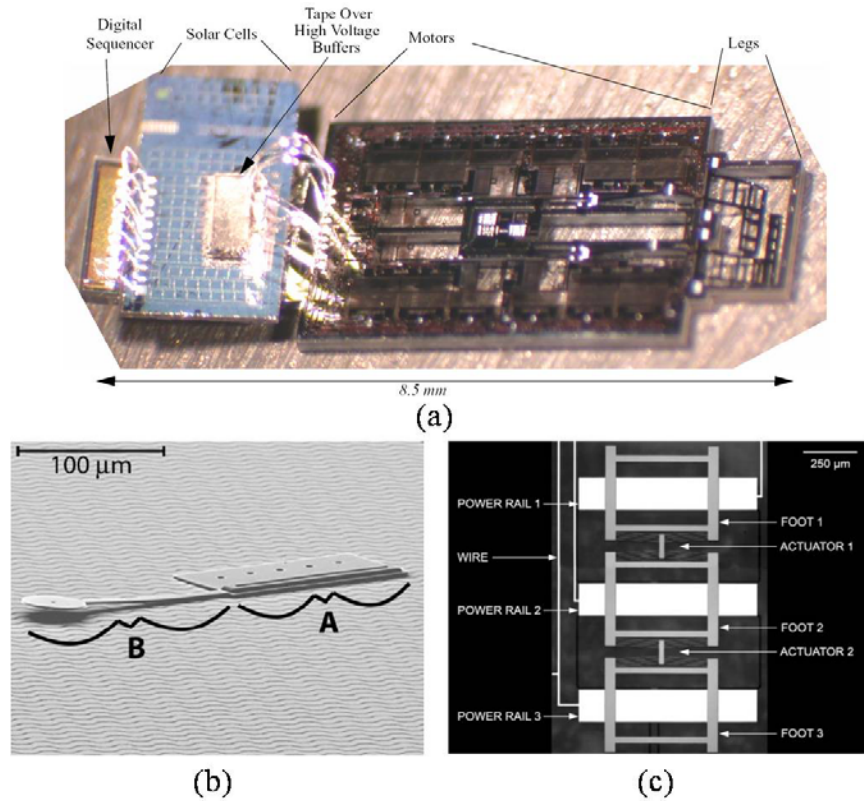 Digital
Sequencer
Solar Cells
Tape Over
High Voltage
Buffers
Motors
Legs
8.5 mm
(a)
100 μm
B
A
(b)
250 μm
POWER RAIL 1
FOOT 1
ACTUATOR 1
WIRE
POWER RAIL 2
FOOT 2
ACTUATOR 2
POWER RAIL 3
FOOT 3
(c)